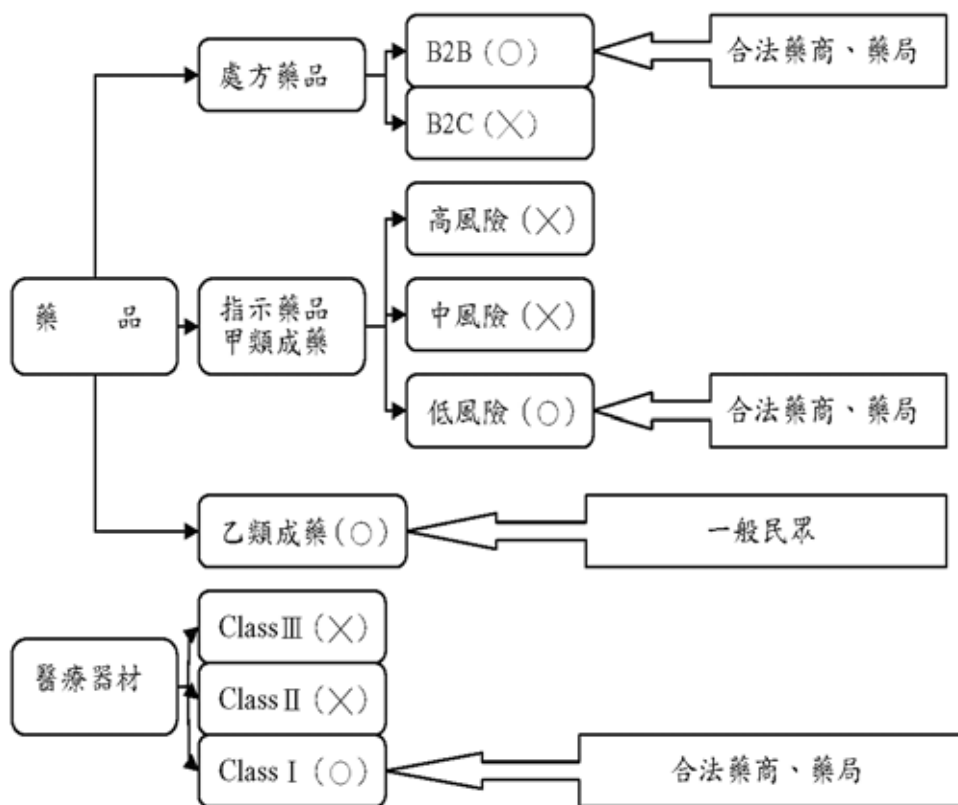 處方藥品
B2B(○)
合法藥商、藥局
B2C(╳)
藥 品
指示藥品
甲類成藥
高風險(╳)
中風險(╳)
低風險(○)
合法藥商、藥局
乙類成藥(○)
一般民眾
醫療器材
ClassⅢ(╳)
ClassⅡ(╳)
ClassⅠ(○)
合法藥商、藥局